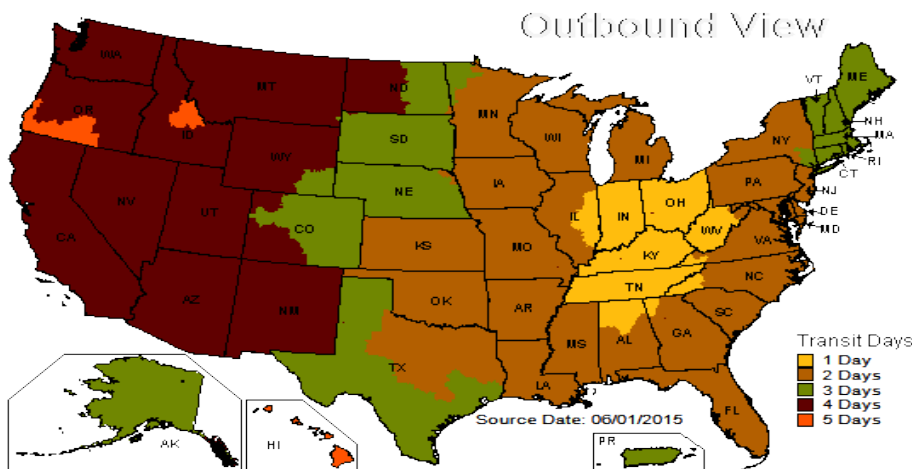 Outbound View
WA
MT
ND
MN
OR
ID
SD
WI
MI
NY
VT
ME
NH
MA
RI
CT
WY
NE
IA
PA
NJ
NV
UT
CO
IL
IN
OH
WV
DE
MD
CA
KS
MO
KY
VA
AZ
NM
OK
AR
TN
NC
SC
MS
AL
GA
TX
LA
FL
Transit Days
1 Day
2 Days
3 Days
4 Days
5 Days
Source Date: 06/01/2015
AK
HI
PR